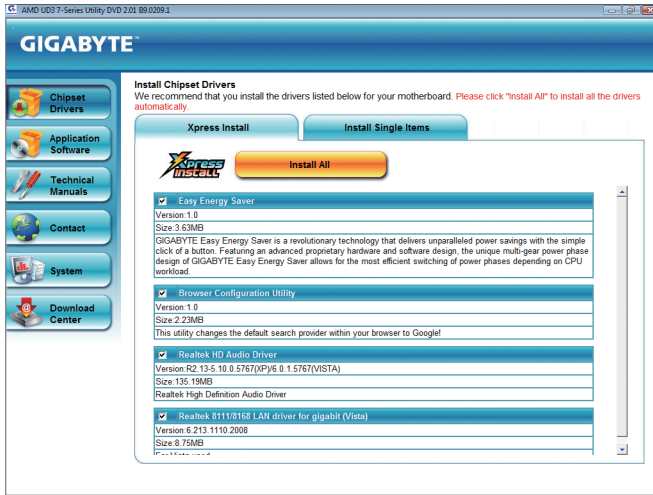 AMD UD3 7-Series Utility DVD 2.01 B9.0209.1
GIGABYTE™
Chipset
Drivers
Application
Software
Technical
Manuals
Contact
System
Download
Center
Install Chipset Drivers
We recommend that you install the drivers listed below for your motherboard. Please click "Install All" to install all the drivers
automatically.
Xpress Install
Install Single Items
Xpress
Install
Install All
Easy Energy Saver
Version:1.0
Size:3.63MB
GIGABYTE Easy Energy Saver is a revolutionary technology that delivers unparalleled power savings with the simple
click of a button. Featuring an advanced proprietary hardware and software design, the unique multi-gear power phase
design of GIGABYTE Easy Energy Saver allows for the most efficient switching of power phases depending on CPU
workload.
Browser Configuration Utility
Version:1.0
Size:2.23MB
This utility changes the default search provider within your browser to Google!
Realtek HD Audio Driver
Version:R2.13-5.10.0.5767(XP)/6.0.1.5767(VISTA)
Size:135.19MB
Realtek High Definition Audio Driver
Realtek 8111/8168 LAN driver for gigabit (Vista)
Version:6.213.1110.2008
Size:8.75MB
For Vista used